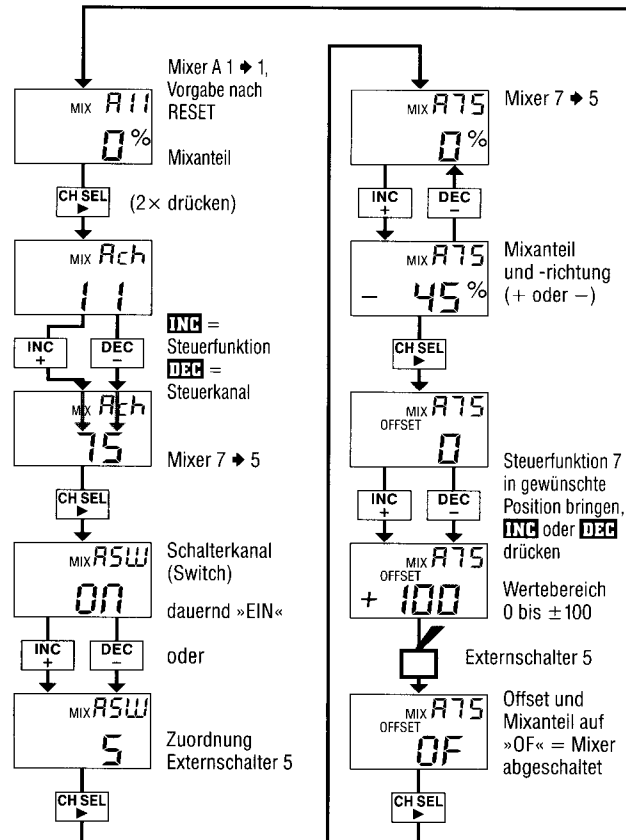 Mixer A 1 ➧ 1,
Vorgabe nach
RESET
MIX A11
0%
Mixanteil
CH SEL
▶
(2× drücken)
MIX Ach
1 1
INC
+
DEC
−
INC =
Steuerfunktion
DEC =
Steuerkanal
MIX Ach
75
Mixer 7 ➧ 5
CH SEL
▶
MIX ASW
Schalterkanal
(Switch)
ON
dauernd »EIN«
INC
+
DEC
−
oder
MIX ASW
5
Zuordnung
Externschalter 5
CH SEL
▶
MIX A75
Mixer 7 ➧ 5
0%
INC
+
DEC
−
MIX A75
− 45%
Mixanteil
und -richtung
(+ oder −)
CH SEL
▶
MIX A75
OFFSET
0
INC
+
DEC
−
Steuerfunktion 7
in gewünschte
Position bringen,
INC oder DEC
drücken
MIX A75
OFFSET
+ 100
Wertebereich
0 bis ±100
Externschalter 5
MIX A75
OFFSET
OF
Offset und
Mixanteil auf
»OF« = Mixer
abgeschaltet
CH SEL
▶